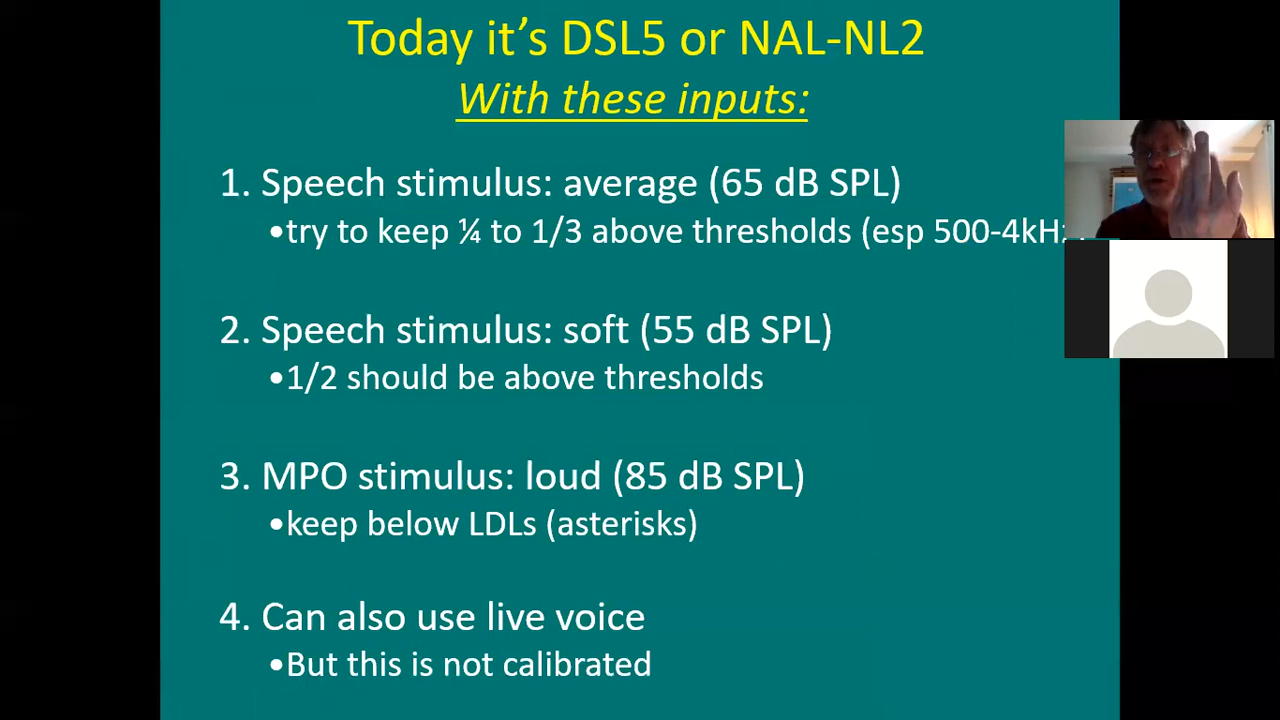 Today it’s DSL5 or NAL-NL2
With these inputs:
1. Speech stimulus: average (65 dB SPL)
•try to keep ¼ to 1/3 above thresholds (esp 500-4kHz)
2. Speech stimulus: soft (55 dB SPL)
•1/2 should be above thresholds
3. MPO stimulus: loud (85 dB SPL)
•keep below LDLs (asterisks)
4. Can also use live voice
•But this is not calibrated